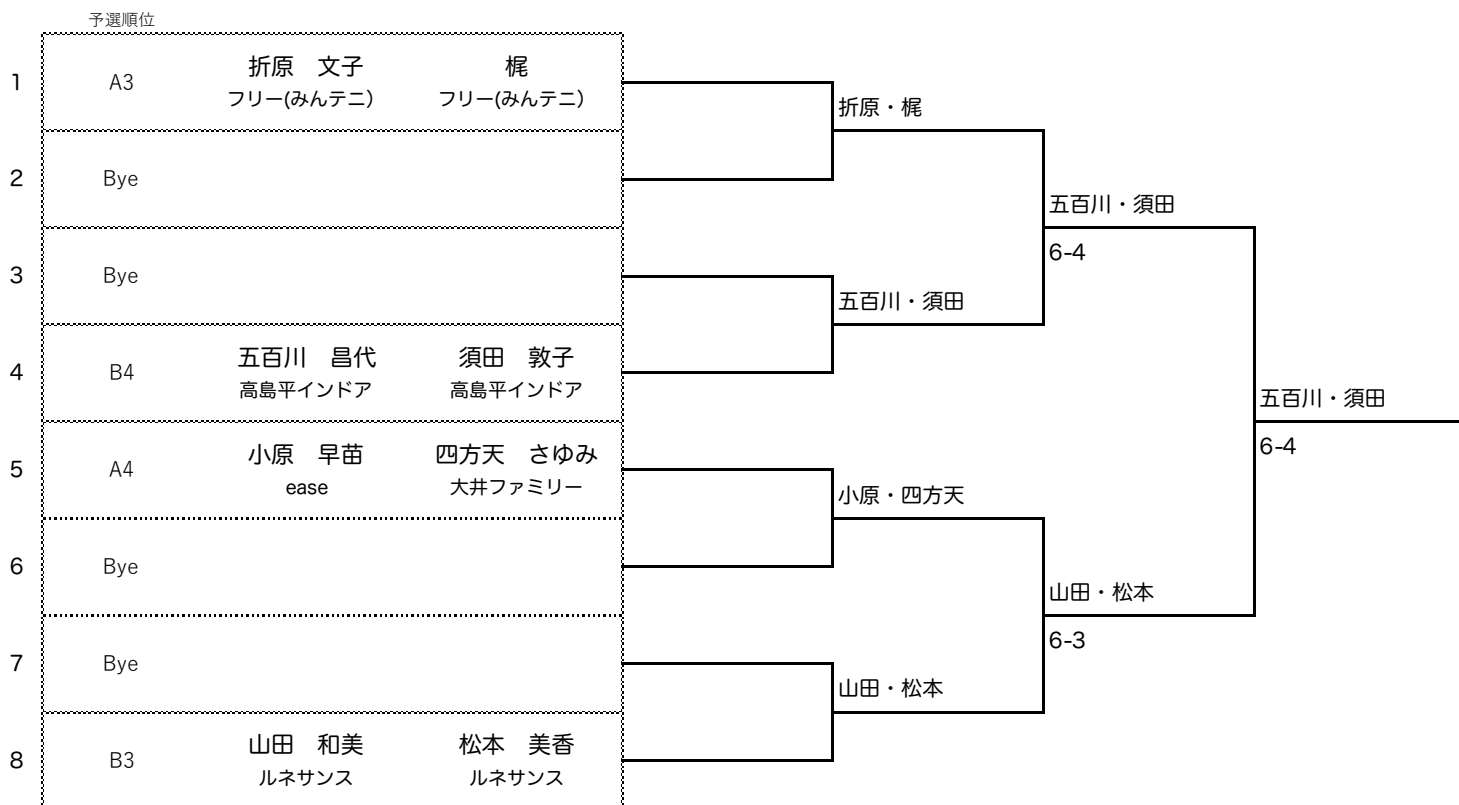 予選順位
1 A3 折原　文子 梶
フリー(みんテニ) フリー(みんテニ)
折原・梶
2 Bye
五百川・須田
6-4
3 Bye
五百川・須田
4 B4 五百川　昌代 須田　敦子
高島平インドア 高島平インドア
五百川・須田
6-4
5 A4 小原　早苗 四方天　さゆみ
ease 大井ファミリー
小原・四方天
6 Bye
山田・松本
6-3
7 Bye
山田・松本
8 B3 山田　和美 松本　美香
ルネサンス ルネサンス